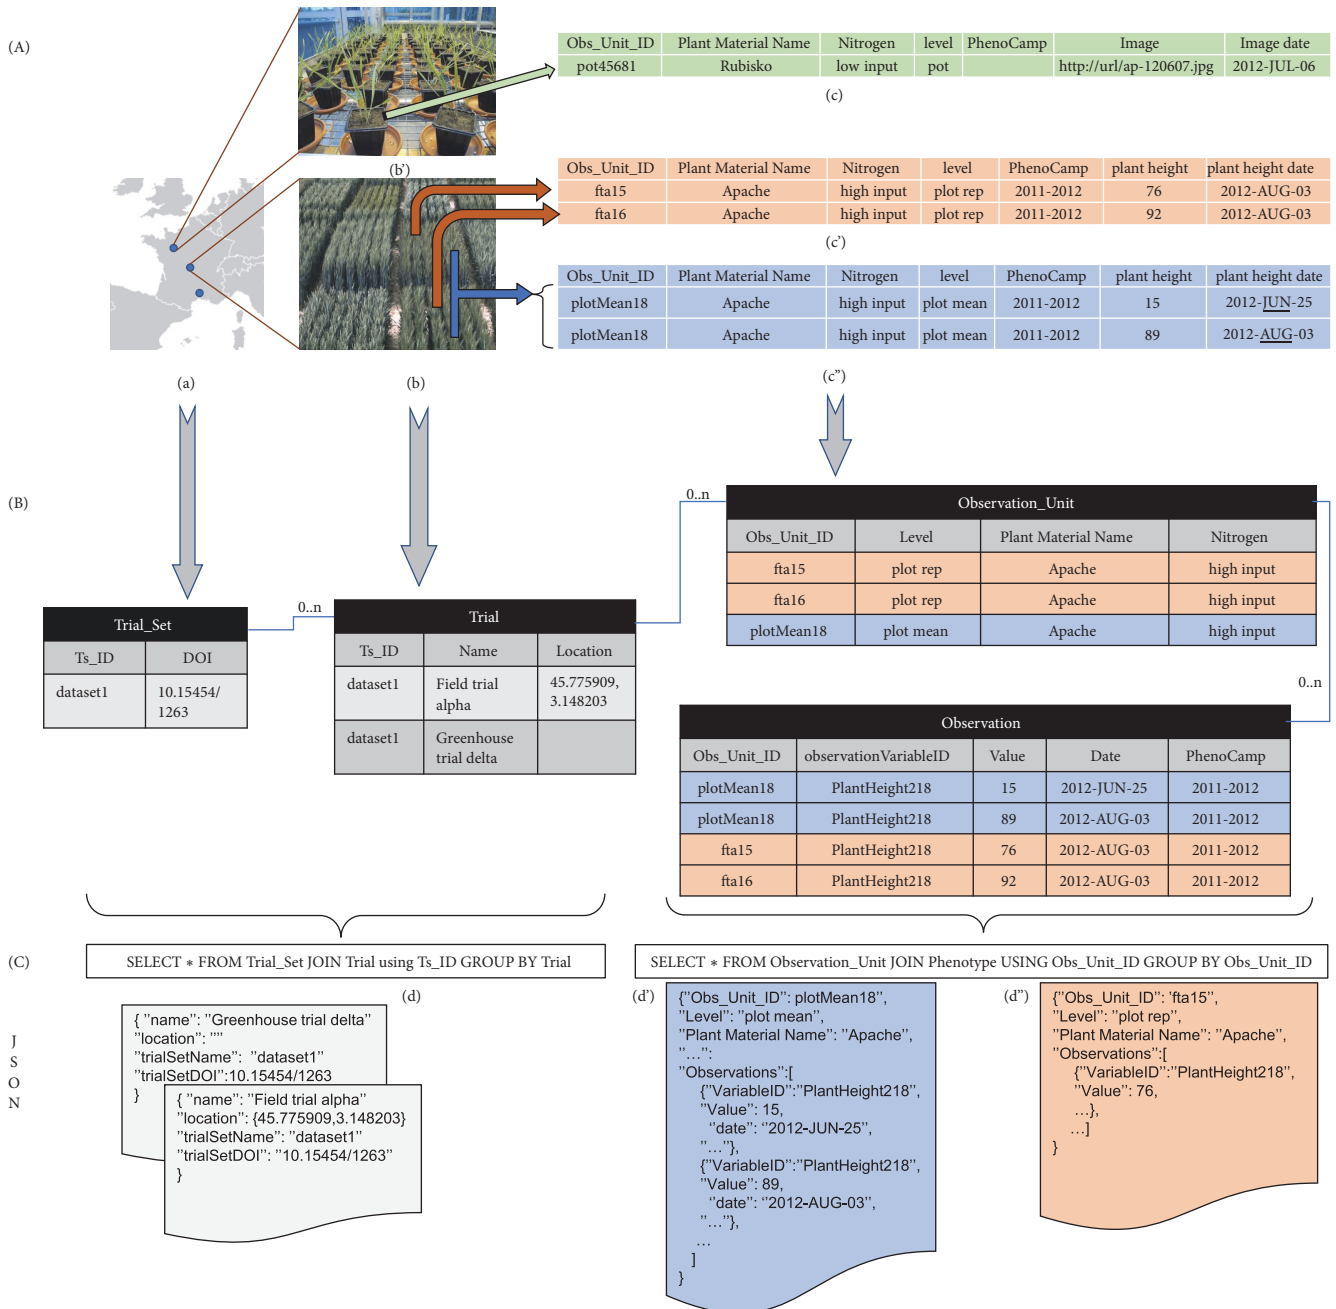 (A)
Obs_Unit_ID Plant Material Name Nitrogen level PhenoCamp Image Image date
pot45681 Rubisko low input pot http://url/ap-120607.jpg 2012-JUL-06
(c)
(b')
Obs_Unit_ID Plant Material Name Nitrogen level PhenoCamp plant height plant height date
fta15 Apache high input plot rep 2011-2012 76 2012-AUG-03
fta16 Apache high input plot rep 2011-2012 92 2012-AUG-03
(c')
Obs_Unit_ID Plant Material Name Nitrogen level PhenoCamp plant height plant height date
plotMean18 Apache high input plot mean 2011-2012 15 2012-JUN-25
plotMean18 Apache high input plot mean 2011-2012 89 2012-AUG-03
(a) (b) (c'')
(B)
0..n
Observation_Unit
Obs_Unit_ID Level Plant Material Name Nitrogen
fta15 plot rep Apache high input
fta16 plot rep Apache high input
plotMean18 plot mean Apache high input
0..n
Trial_Set
Ts_ID DOI
dataset1 10.15454/
1263
0..n
Trial
Ts_ID Name Location
dataset1 Field trial 45.775909,
alpha 3.148203
dataset1 Greenhouse
trial delta
Observation
Obs_Unit_ID observationVariableID Value Date PhenoCamp
plotMean18 PlantHeight218 15 2012-JUN-25 2011-2012
plotMean18 PlantHeight218 89 2012-AUG-03 2011-2012
fta15 PlantHeight218 76 2012-AUG-03 2011-2012
fta16 PlantHeight218 92 2012-AUG-03 2011-2012
(C)
SELECT * FROM Trial_Set JOIN Trial using Ts_ID GROUP BY Trial
SELECT * FROM Observation_Unit JOIN Phenotype USING Obs_Unit_ID GROUP BY Obs_Unit_ID
J
S
O
N
(d)
{ ''name'': ''Greenhouse trial delta''
''location'': ''''
''trialSetName'': ''dataset1''
''trialSetDOI'':10.15454/1263
}
{ ''name'': ''Field trial alpha''
''location'': {45.775909,3.148203}
''trialSetName'': ''dataset1''
''trialSetDOI'': ''10.15454/1263''
}
(d')
{''Obs_Unit_ID'': plotMean18'',
''Level'': ''plot mean'',
''Plant Material Name'': ''Apache'',
''…'':
''Observations'':[
{''VariableID'':''PlantHeight218'',
''Value'': 15,
''date'': ''2012-JUN-25'',
''…''},
{''VariableID'':''PlantHeight218'',
''Value'': 89,
''date'': ''2012-AUG-03'',
''…''},
…
]
}
(d'')
{''Obs_Unit_ID'': 'fta15'',
''Level'': ''plot rep'',
''Plant Material Name'': ''Apache'',
''Observations'':[
{''VariableID'':''PlantHeight218'',
''Value'': 76,
…},
…]
}